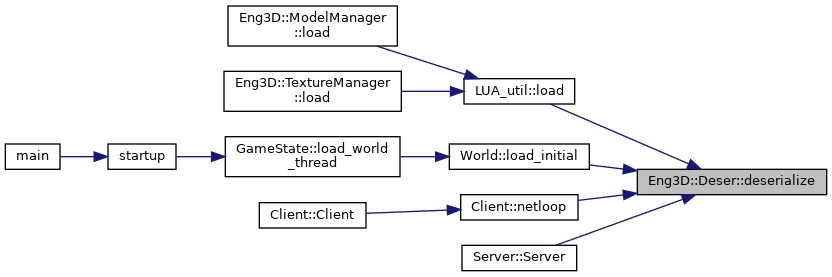 Eng3D::ModelManager
::load
Eng3D::TextureManager
::load
LUA_util::load
main
startup
GameState::load_world
_thread
World::load_initial
Eng3D::Deser::deserialize
Client::Client
Client::netloop
Server::Server